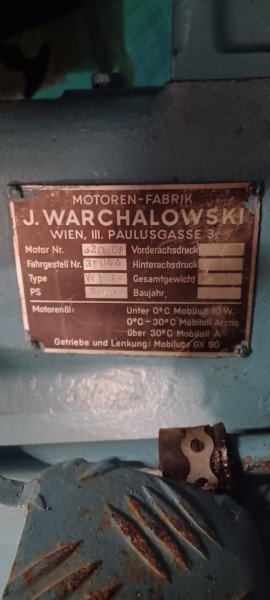 MOTOREN-FABRIK
J. WARCHALOWSKI
WIEN, III. PAULUSGASSE 3
Motor Nr. Vorderachsdruck
Fahrgestell Nr. Hinterachsdruck
Type Gesamtgewicht
PS Baujahr
Motorenöl: Unter 0°C Mobiloil 10 W
0°C–30°C Mobiloil Arctic
über 30°C Mobiloil A
Getriebe und Lenkung: Mobilube GX 90